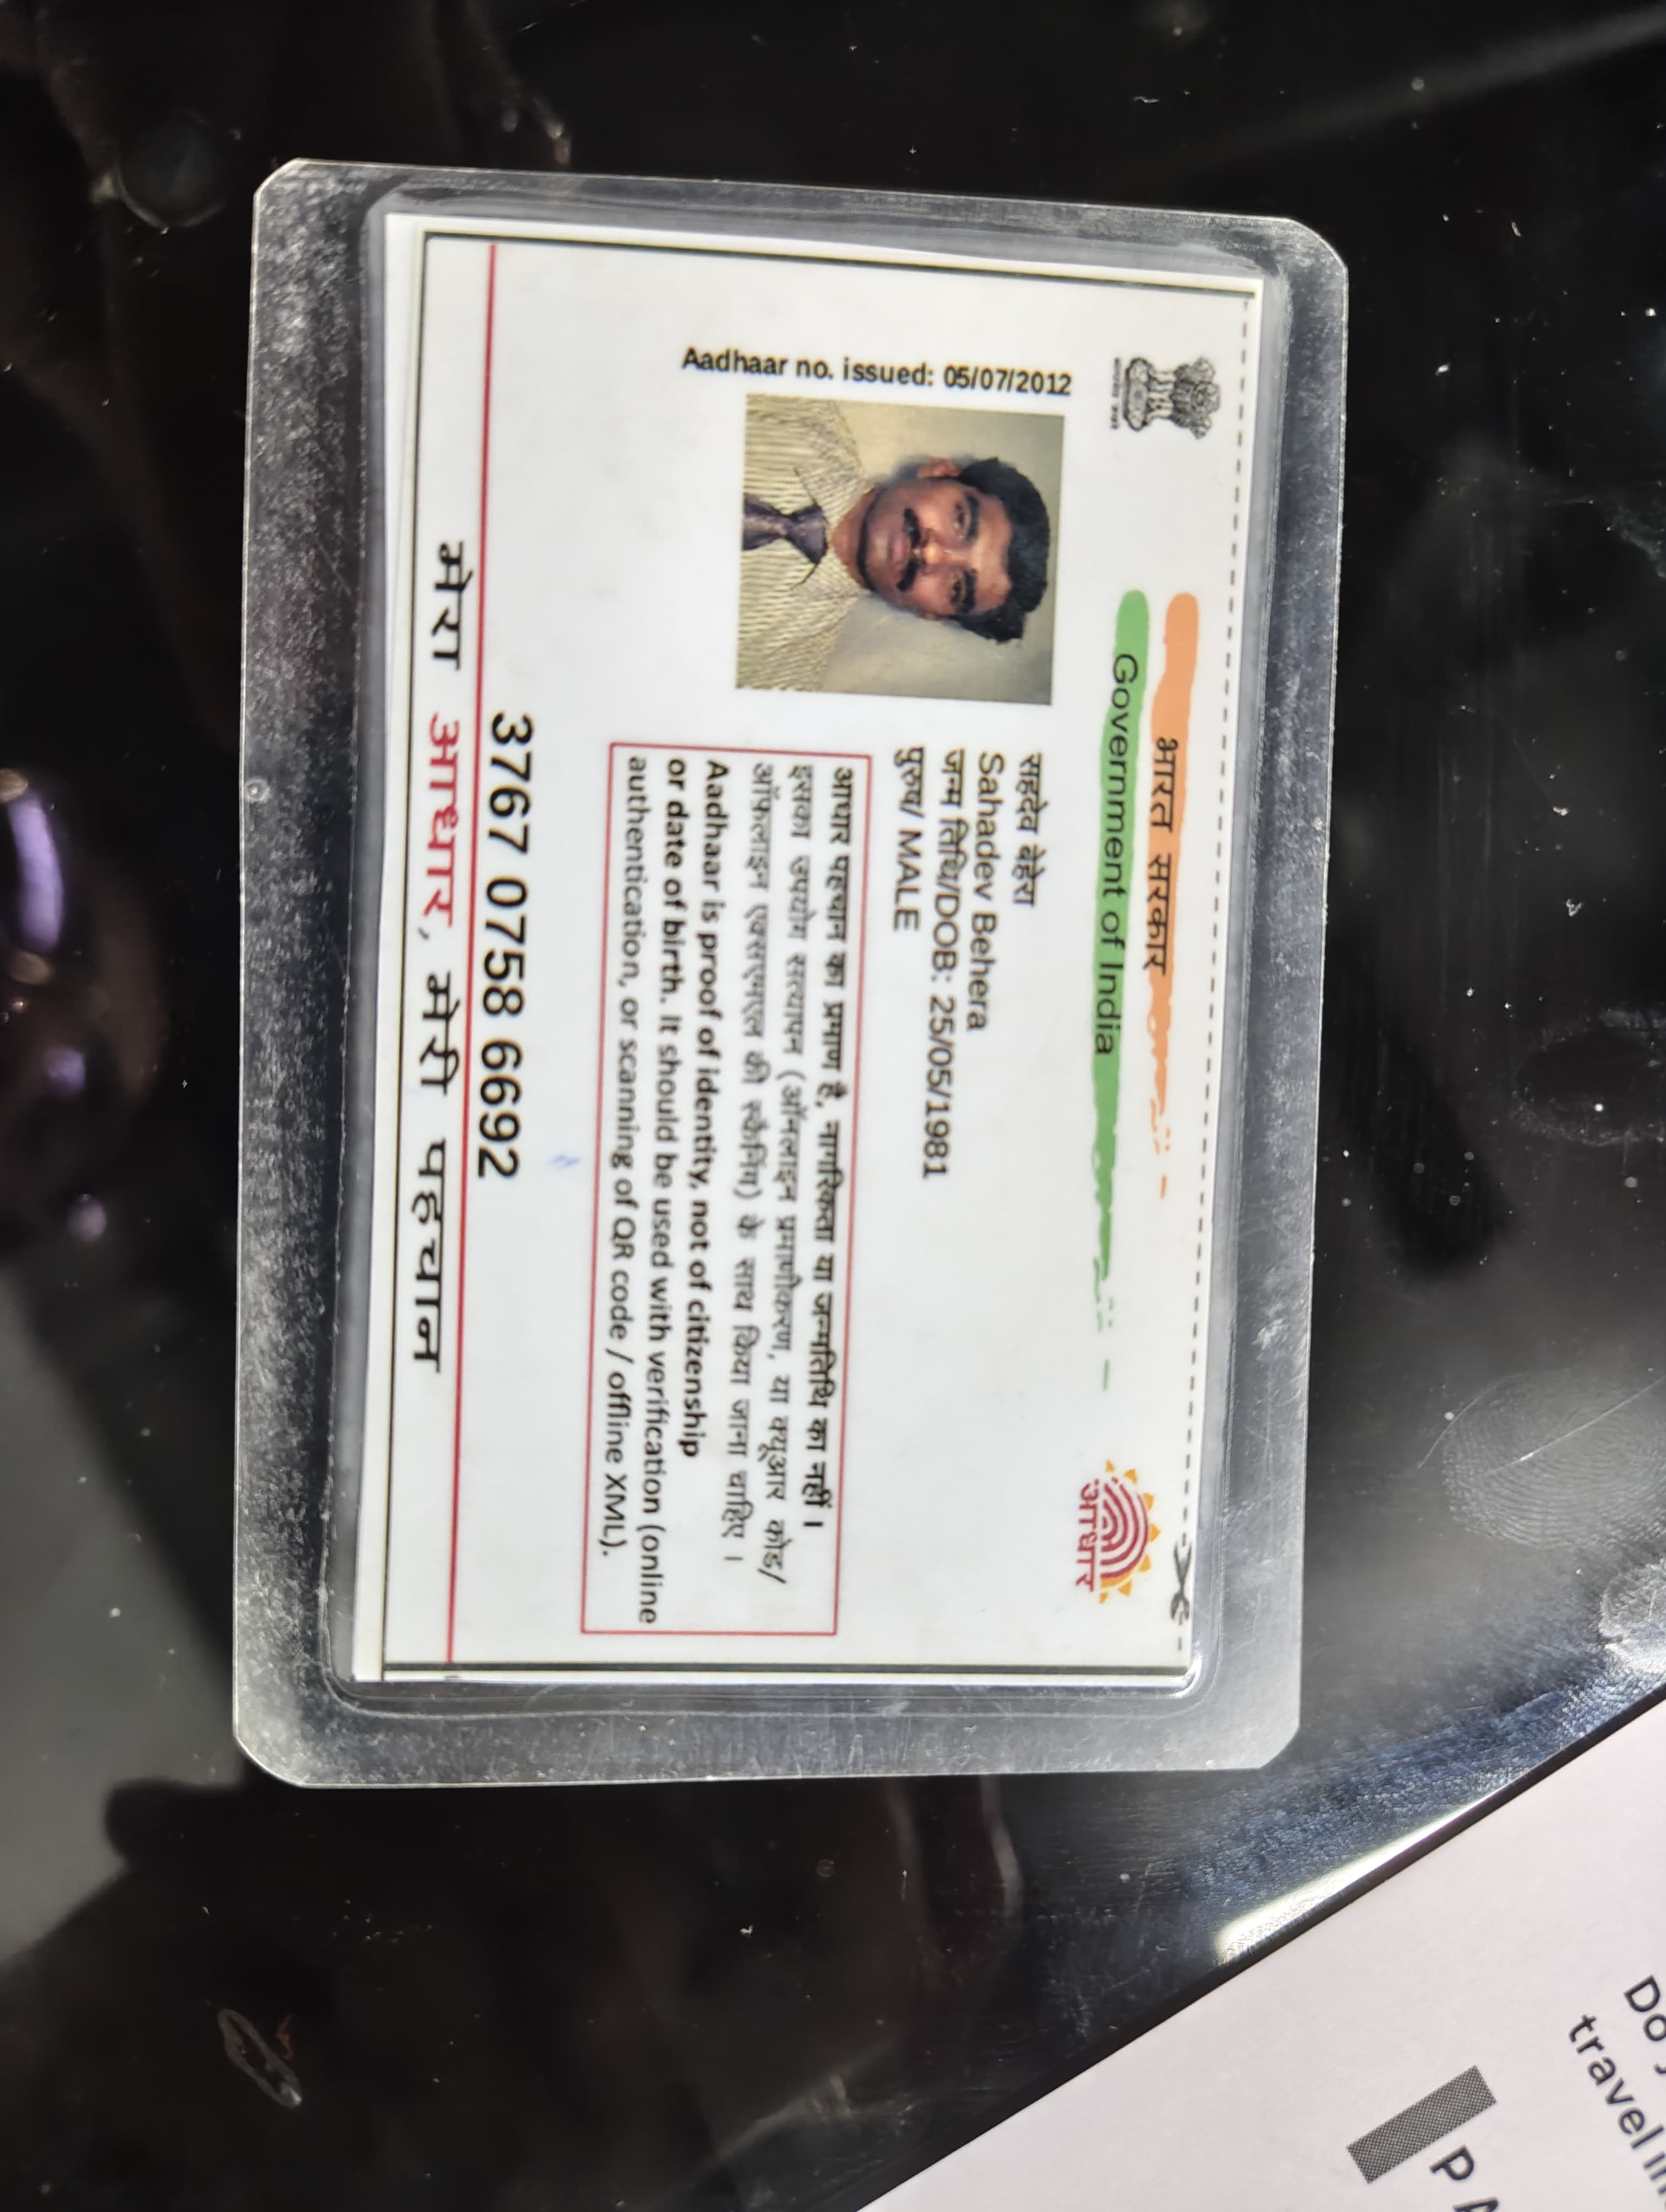 भारत सरकार
Government of India
आधार
Aadhaar no. issued: 05/07/2012
सहदेव बेहेरा
Sahadev Behera
जन्म तिथि/DOB: 25/05/1981
पुरुष/ MALE
आधार पहचान का प्रमाण है, नागरिकता या जन्मतिथि का नहीं।
इसका उपयोग सत्यापन (ऑनलाइन प्रमाणीकरण, या क्यूआर कोड/
ऑफलाइन एक्सएमएल की स्कैनिंग) के साथ किया जाना चाहिए।
Aadhaar is proof of identity, not of citizenship
or date of birth. It should be used with verification (online
authentication, or scanning of QR code / offline XML).
3767 0758 6692
मेरा आधार, मेरी पहचान
travel